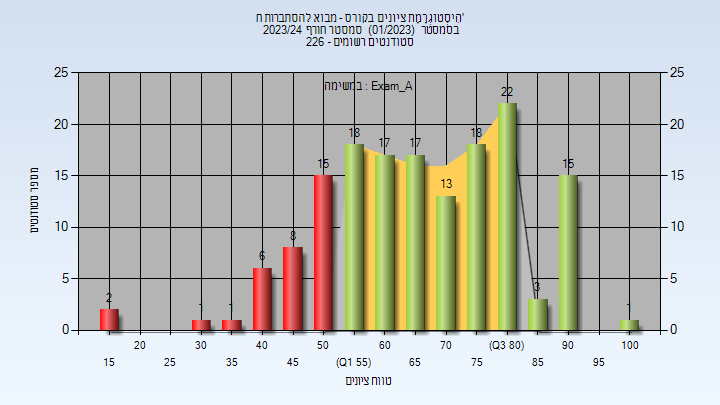 הִיסְטוגְרָמַת ציונים בקורס - מבוא להסתברות ח'
בסמסטר (01/2023) סמסטר חורף 2023/24
סטודנטים רשומים - 226
במשימה : Exam_A
25 25
20 20
15 15
10 10
5 5
0 0
מספר סטודנטים
2 1 1 6 8 15 18 17 17 13 18 22 3 15 1
20 30 40 50 60 70 (Q3 80) 90 100
15 25 35 45 (Q1 55) 65 75 85 95
טווח ציונים